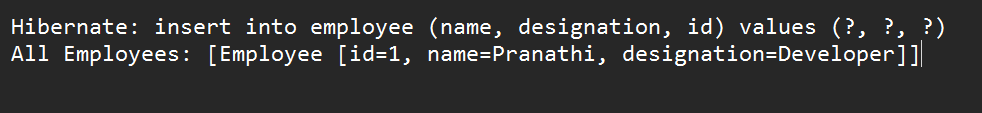 Hibernate: insert into employee (name, designation, id) values (?, ?, ?)
All Employees: [Employee [id=1, name=Pranathi, designation=Developer]]